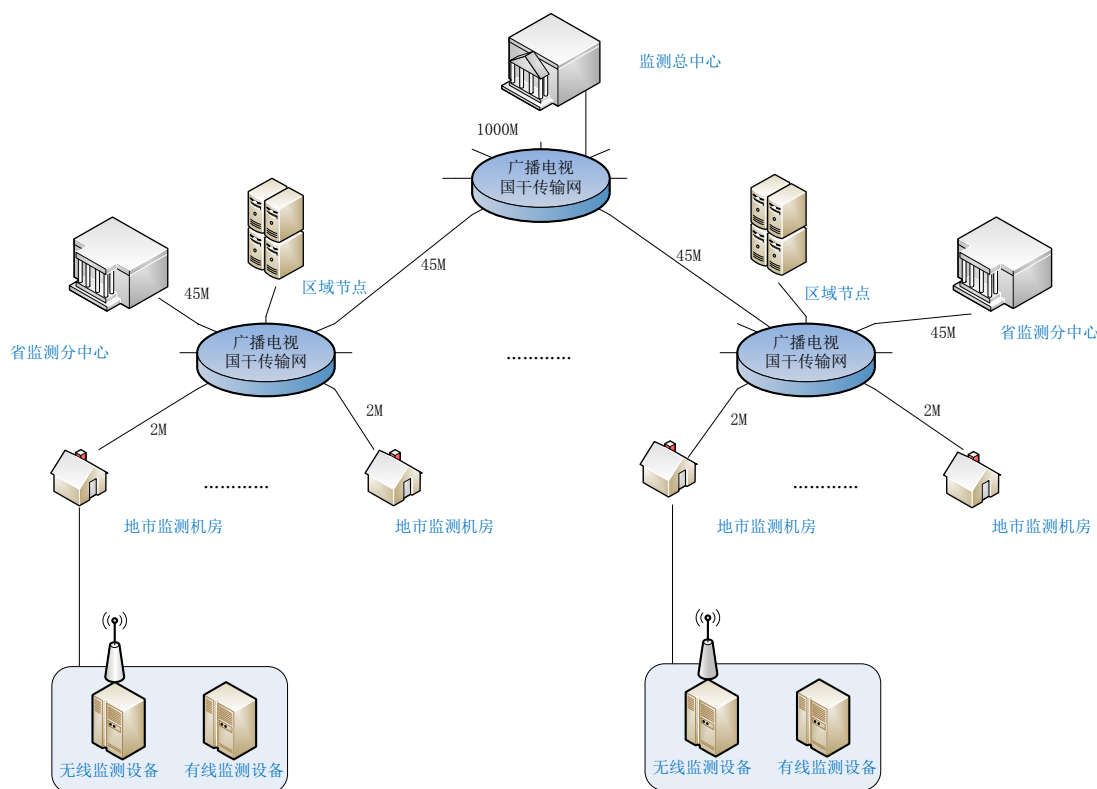 监测总中心
1000M
广播电视
国干传输网
45M
45M
区域节点
区域节点
45M
45M
省监测分中心
省监测分中心
广播电视
国干传输网
…………
广播电视
国干传输网
2M
2M
2M
2M
…………
…………
地市监测机房
地市监测机房
地市监测机房
地市监测机房
无线监测设备
有线监测设备
无线监测设备
有线监测设备